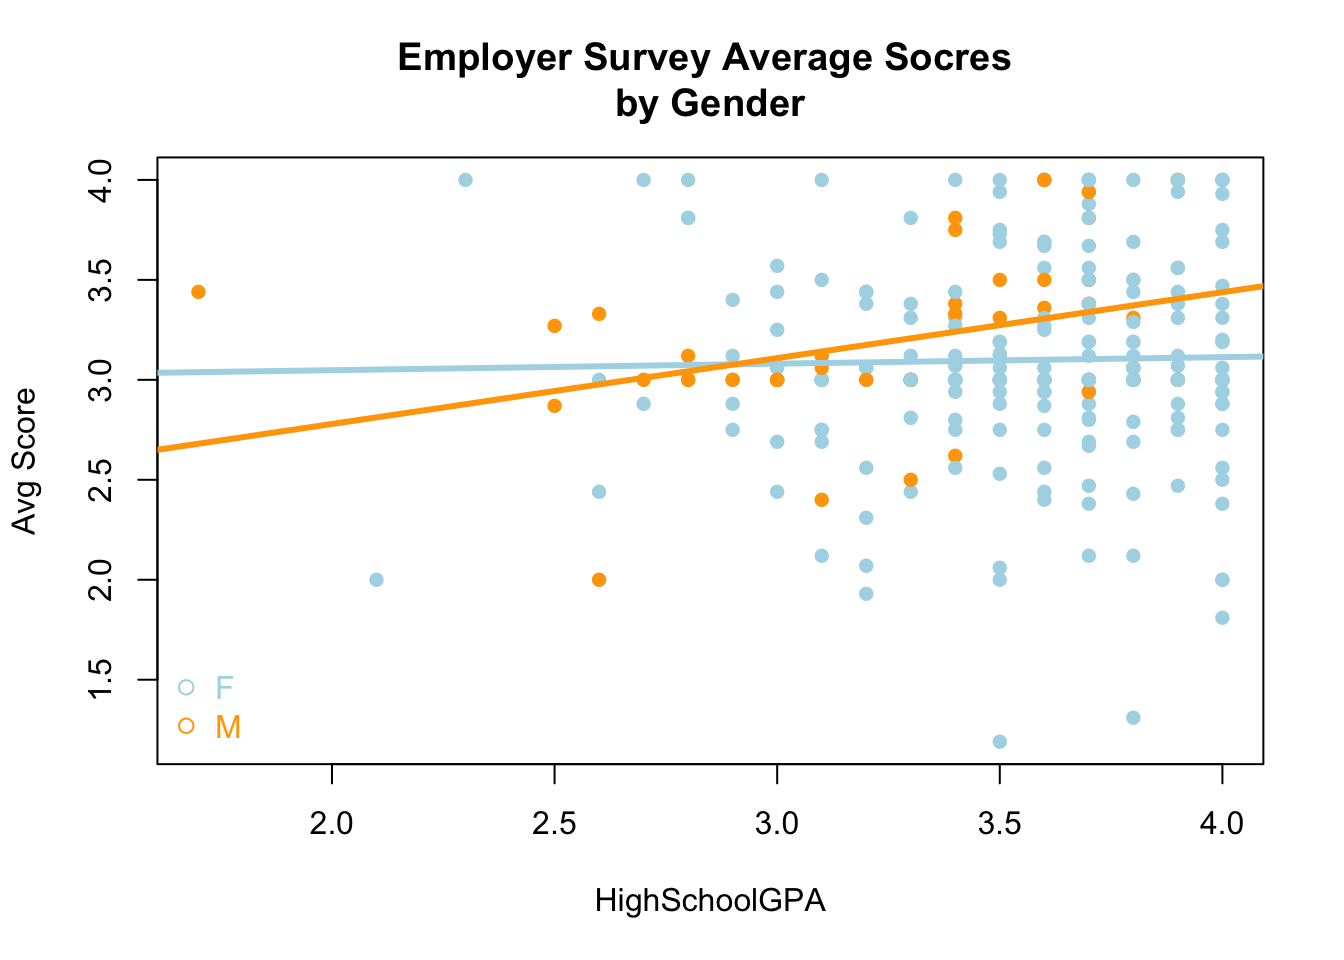 Employer Survey Average Socres
by Gender
Avg Score
4.0
3.5
3.0
2.5
2.0
1.5
F
M
2.0 2.5 3.0 3.5 4.0
HighSchoolGPA